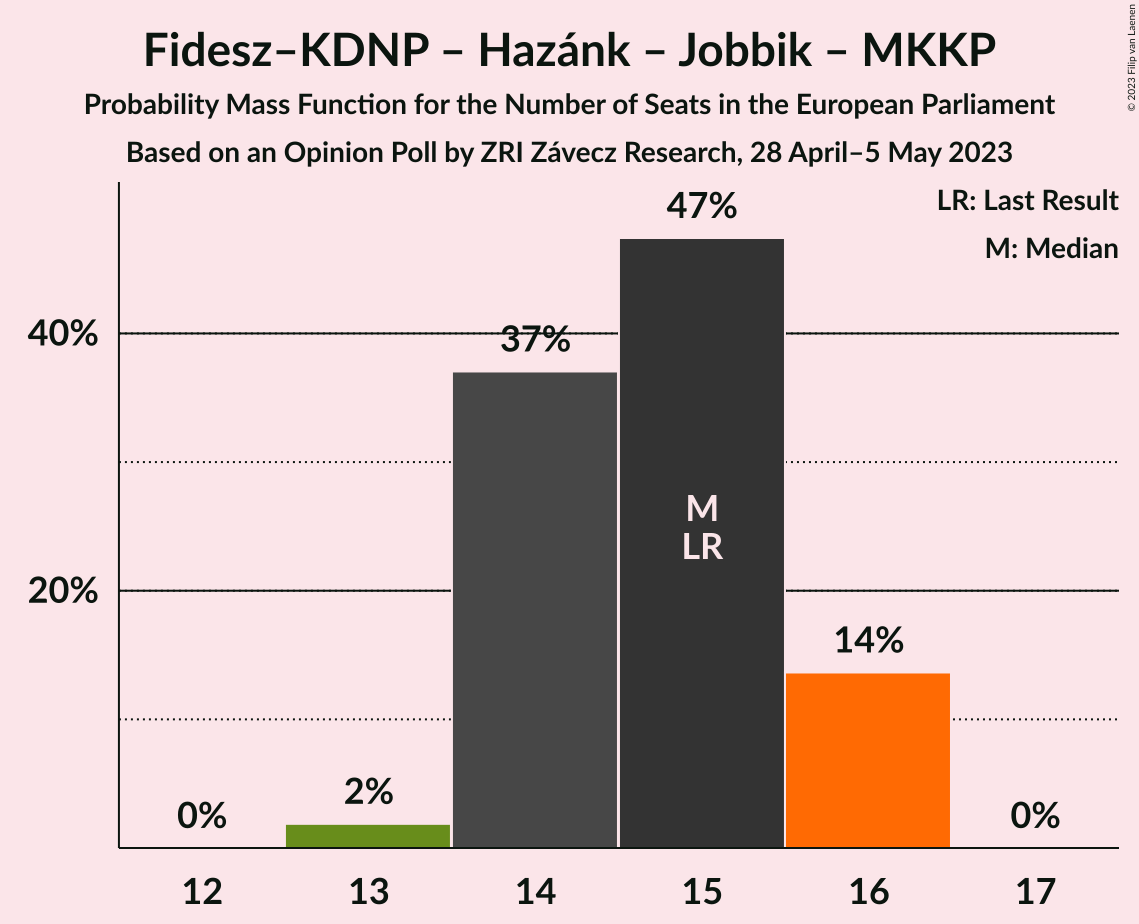 Fidesz–KDNP – Hazánk – Jobbik – MKKP
Probability Mass Function for the Number of Seats in the European Parliament
Based on an Opinion Poll by ZRI Závecz Research, 28 April–5 May 2023
© 2023 Filip van Laenen
LR: Last Result
M: Median
47%
40%
37%
M
LR
20%
14%
2%
0%
0%
12
13
14
15
16
17